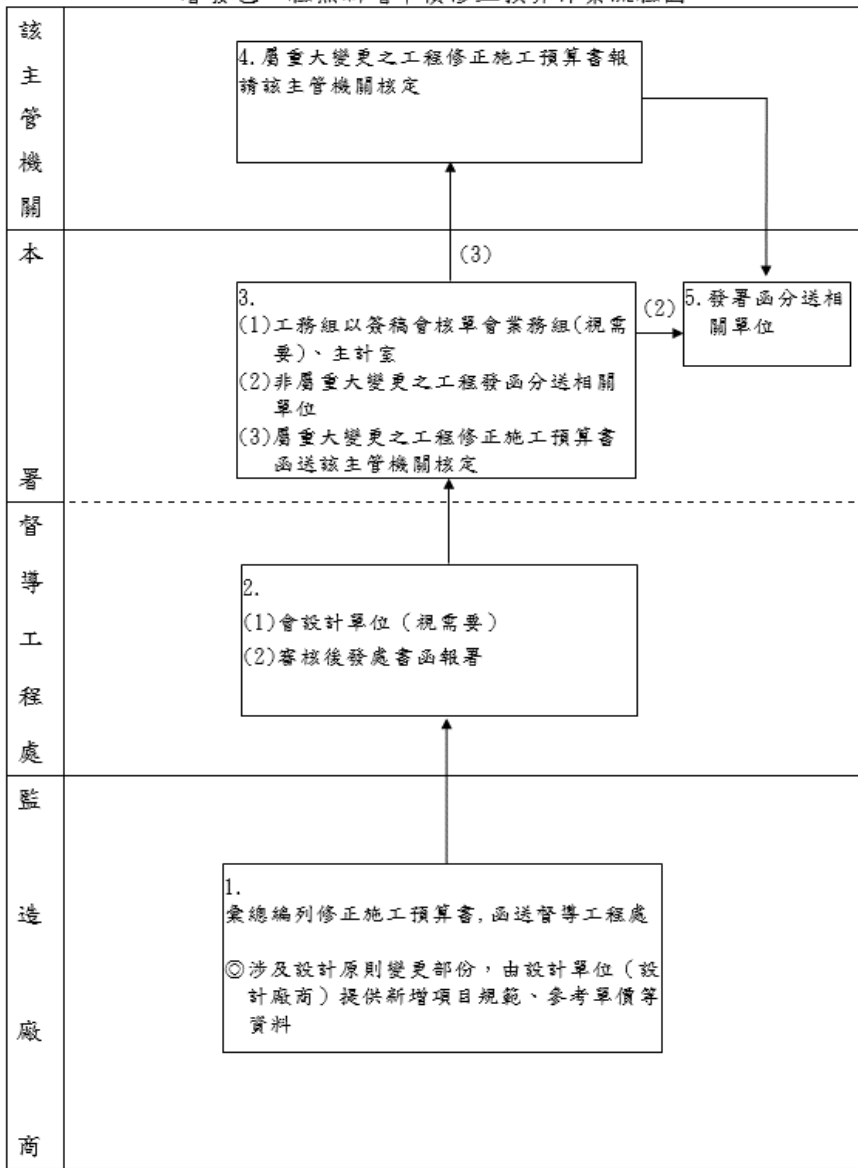 該主管機關
4.屬重大變更之工程修正施工預算書報
請該主管機關核定
本署
(3)
3.
(1)工務組以簽稿會核單會業務組(視需
要)、主計室
(2)非屬重大變更之工程發函分送相關
單位
(3)屬重大變更之工程修正施工預算書
函送該主管機關核定
(2)
5.發署函分送相
關單位
督導工程處
2.
(1)會設計單位（視需要）
(2)審核後發處書函報署
監造廠商
1.
彙總編列修正施工預算書,函送督導工程處
◎涉及設計原則變更部份，由設計單位（設
計廠商）提供新增項目規範、參考單價等
資料